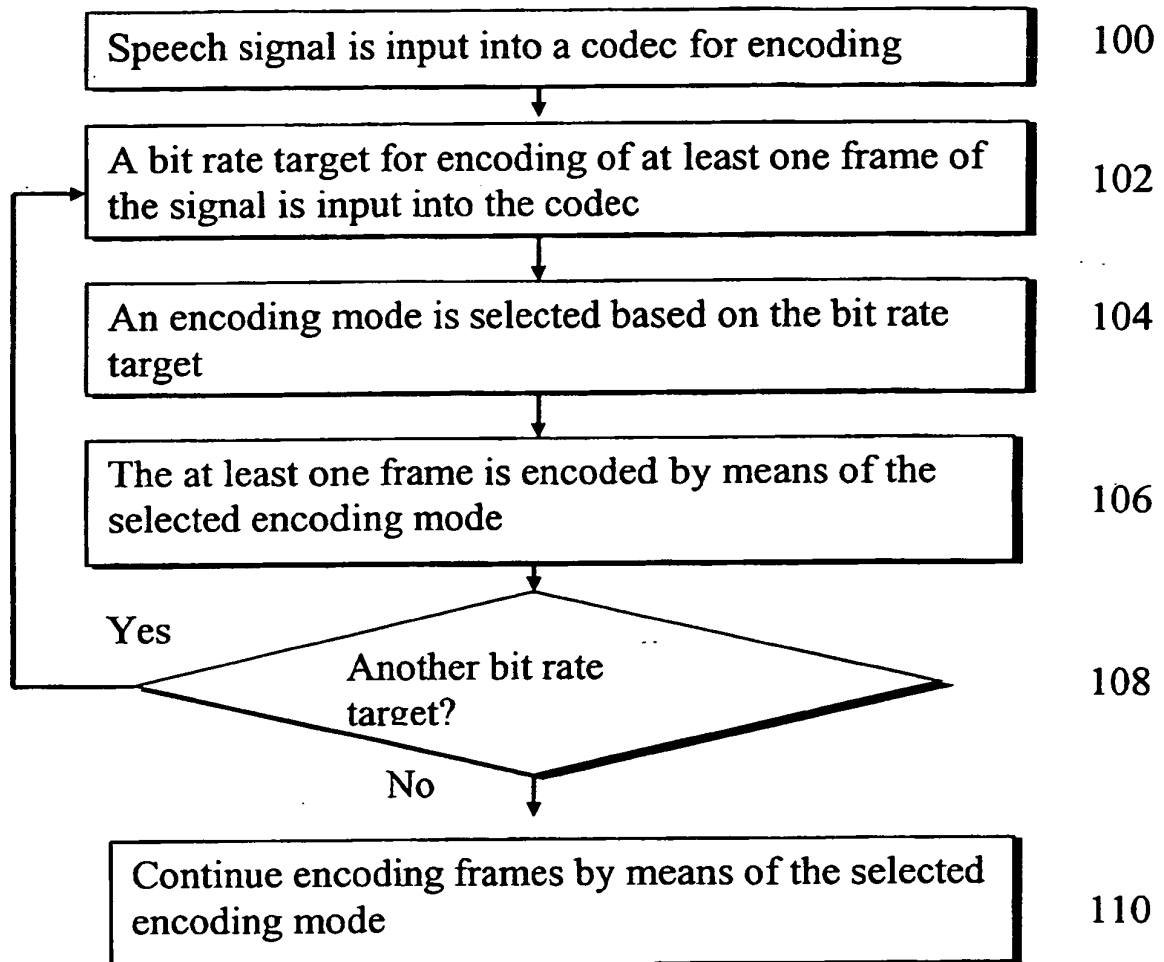 Speech signal is input into a codec for encoding
100
A bit rate target for encoding of at least one frame of
the signal is input into the codec
102
An encoding mode is selected based on the bit rate
target
104
The at least one frame is encoded by means of the
selected encoding mode
106
Yes
Another bit rate
target?
108
No
Continue encoding frames by means of the selected
encoding mode
110